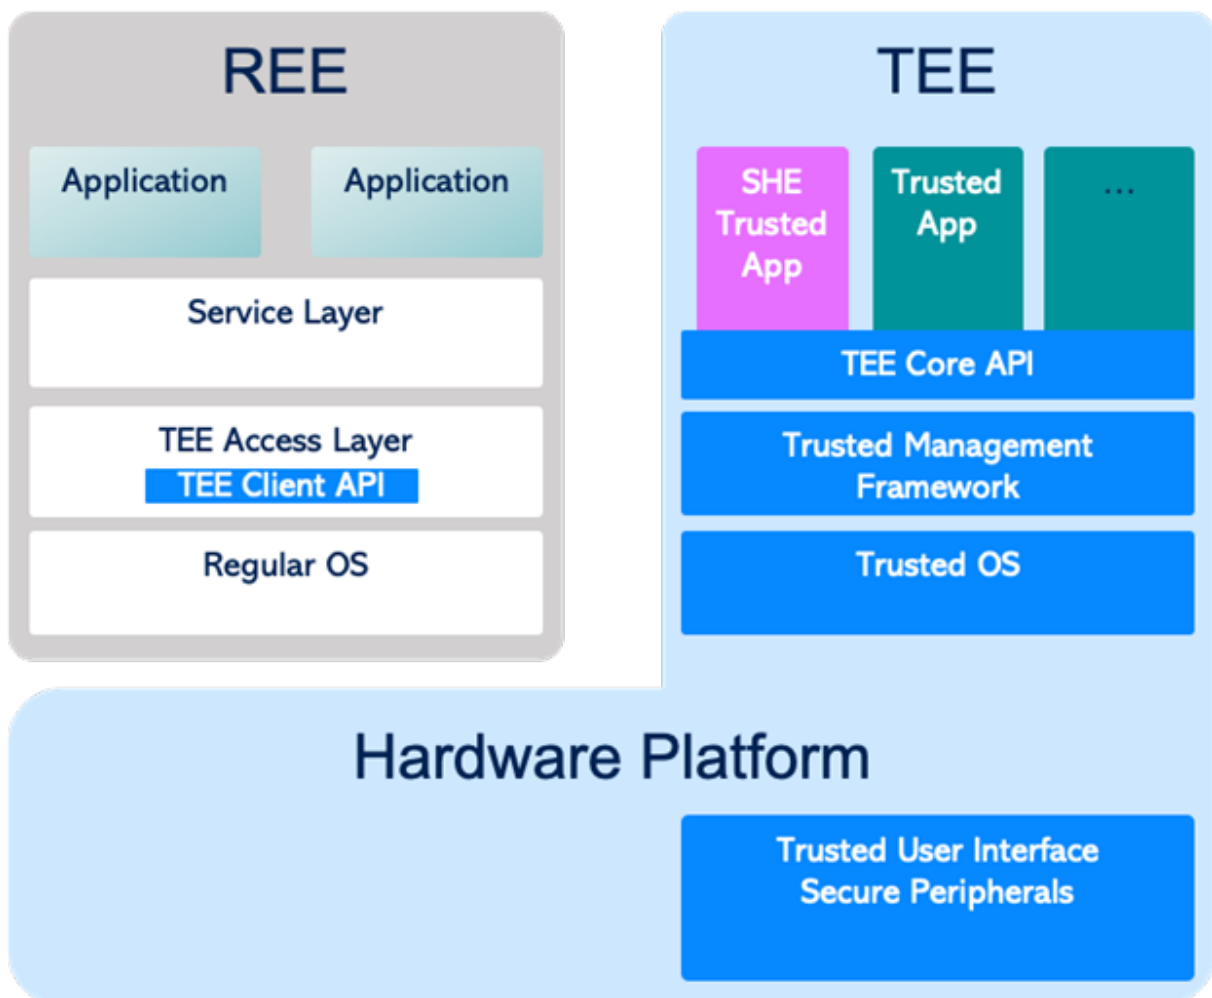 REE
Application
Application
Service Layer
TEE Access Layer
TEE Client API
Regular OS
TEE
SHE
Trusted
App
Trusted
App
...
TEE Core API
Trusted Management
Framework
Trusted OS
Hardware Platform
Trusted User Interface
Secure Peripherals